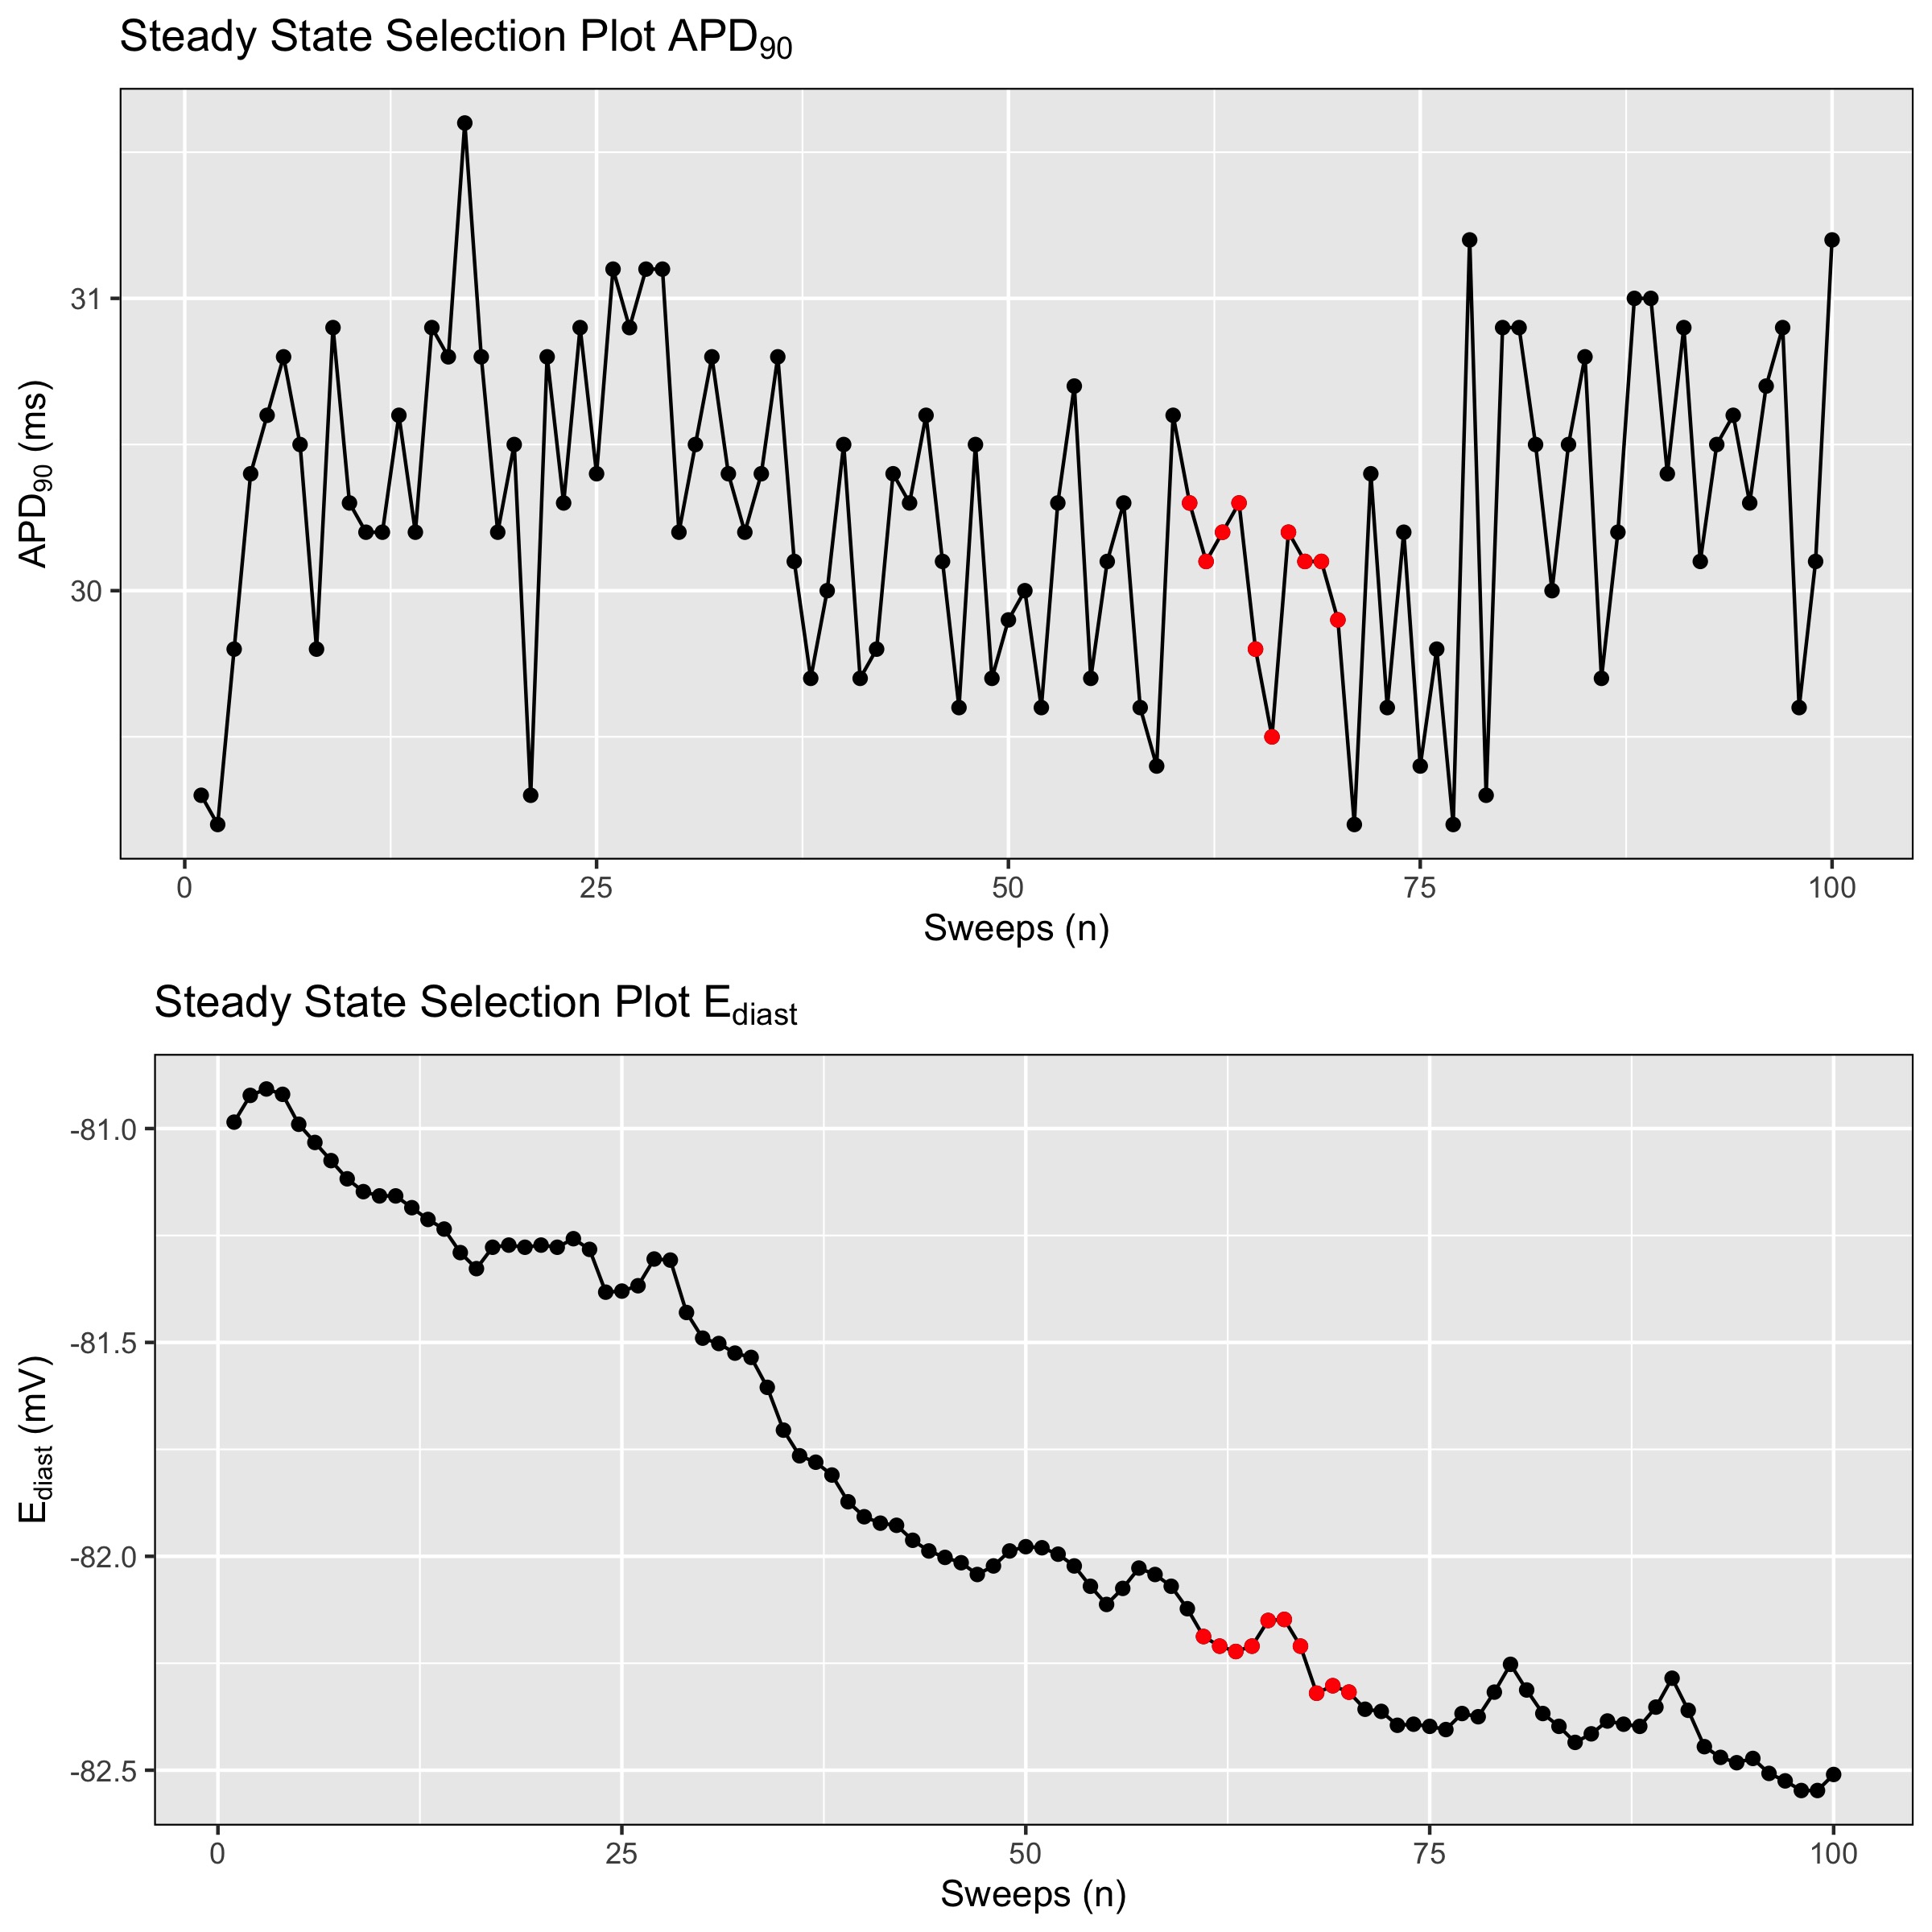 Steady State Selection Plot APD90
31
30
APD90 (ms)
0 25 50 75 100
Sweeps (n)
Steady State Selection Plot Ediast
-81.0
-81.5
-82.0
-82.5
Ediast (mV)
0 25 50 75 100
Sweeps (n)